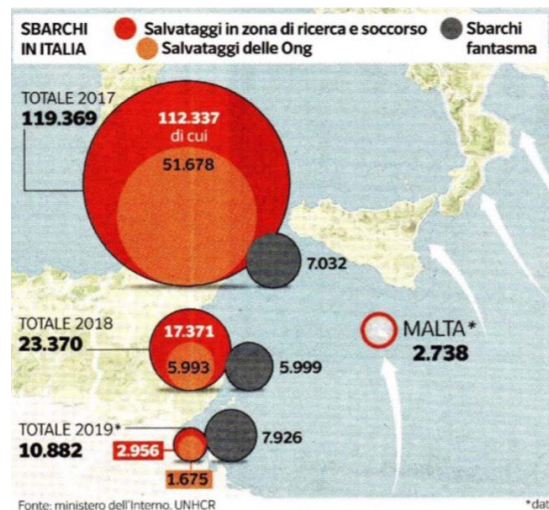 SBARCHI
IN ITALIA
Salvataggi in zona di ricerca e soccorso
Salvataggi delle Ong
Sbarchi
fantasma
TOTALE 2017
119.369
112.337
di cui
51.678
7.032
TOTALE 2018
23.370
17.371
5.993
5.999
MALTA*
2.738
TOTALE 2019*
10.882
2.956
1.675
7.926
Fonte: ministero dell'Interno, UNHCR
*dat